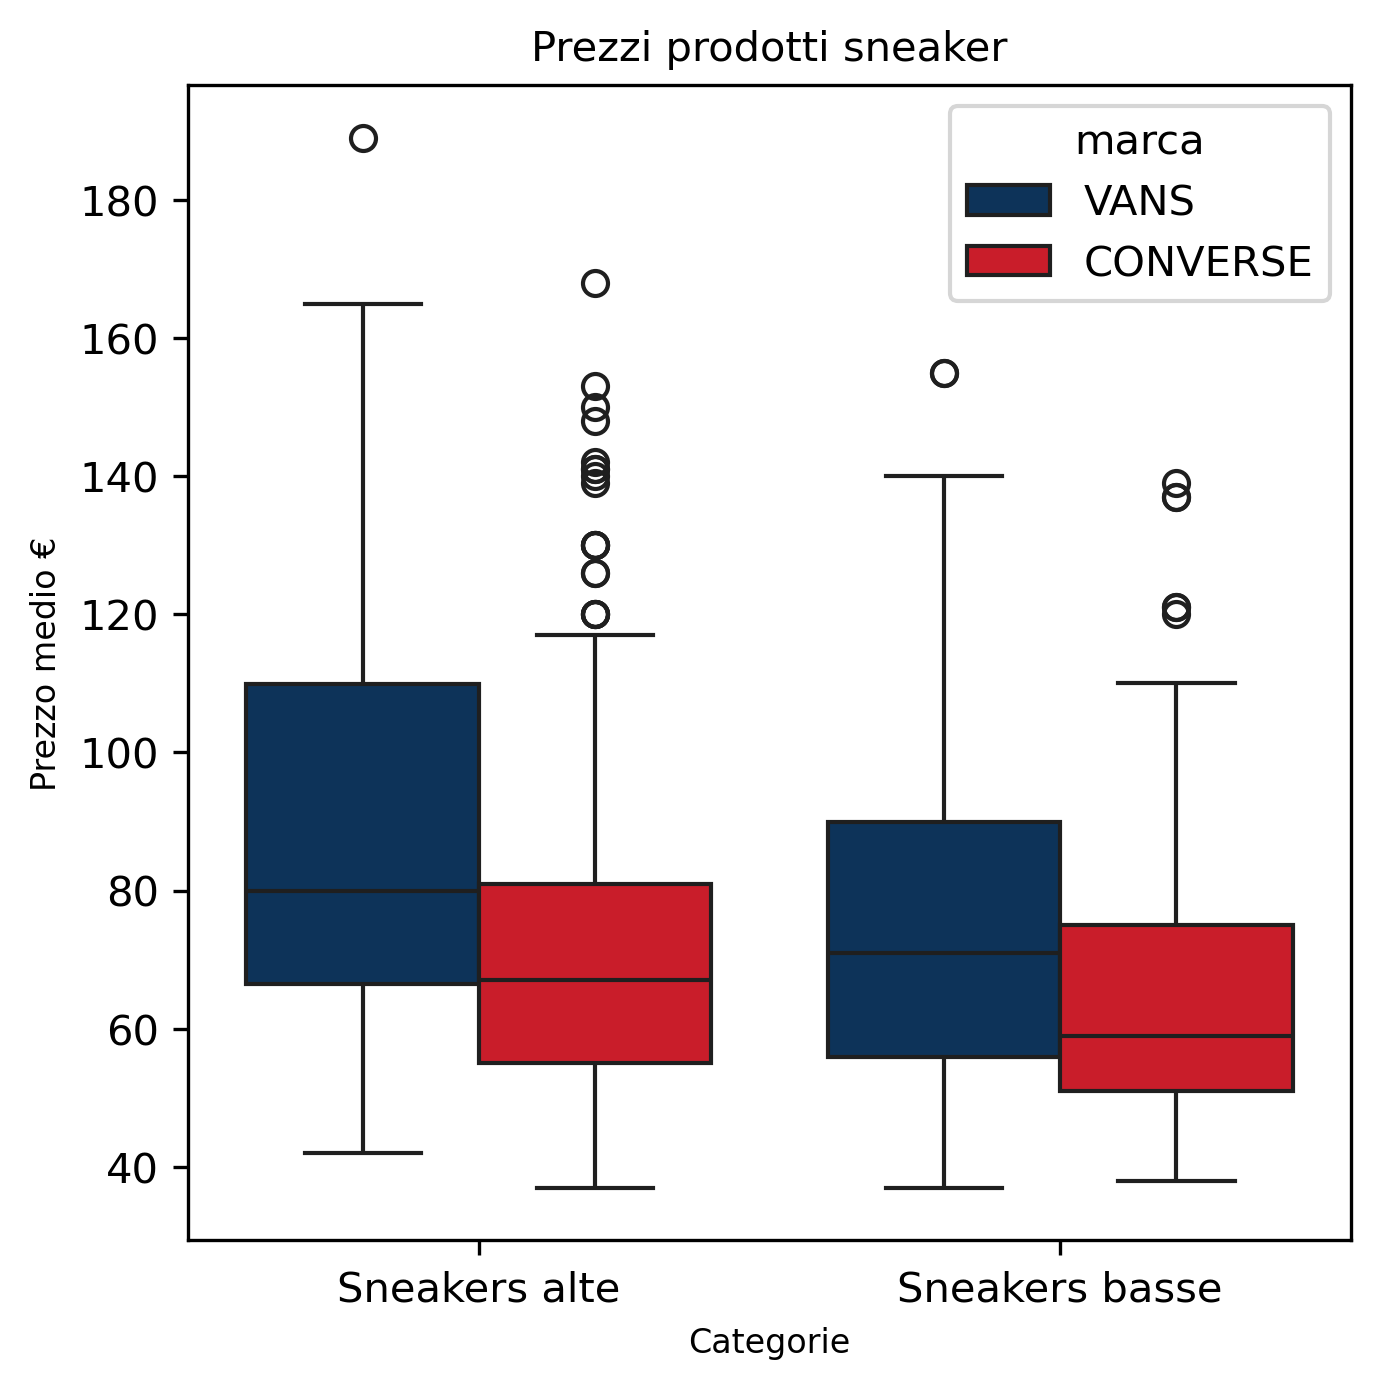 Prezzi prodotti sneaker
marca
VANS
CONVERSE
180
160
140
120
100
80
60
40
Prezzo medio €
Sneakers alte
Sneakers basse
Categorie